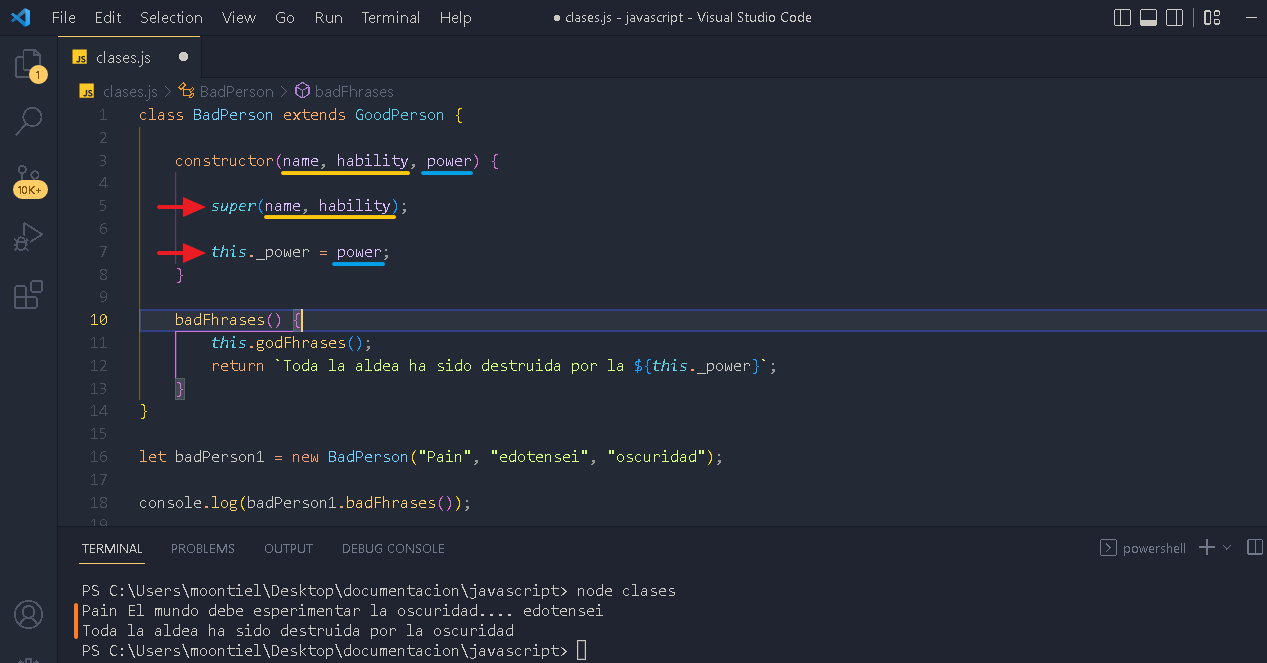 File Edit Selection View Go Run Terminal Help ● clases.js - javascript - Visual Studio Code
JS clases.js ●
1
JS clases.js > BadPerson > badFhrases
1 class BadPerson extends GoodPerson {
2
3 constructor(name, hability, power) {
4
5 super(name, hability);
6
10K+
7 this._power = power;
8 }
9
10 badFhrases() {
11 this.godFhrases();
12 return `Toda la aldea ha sido destruida por la ${this._power}`;
13 }
14 }
15
16 let badPerson1 = new BadPerson("Pain", "edotensei", "oscuridad");
17
18 console.log(badPerson1.badFhrases());
19
TERMINAL PROBLEMS OUTPUT DEBUG CONSOLE powershell
PS C:\Users\moontiel\Desktop\documentacion\javascript> node clases
Pain El mundo debe esperimentar la oscuridad.... edotensei
Toda la aldea ha sido destruida por la oscuridad
PS C:\Users\moontiel\Desktop\documentacion\javascript>